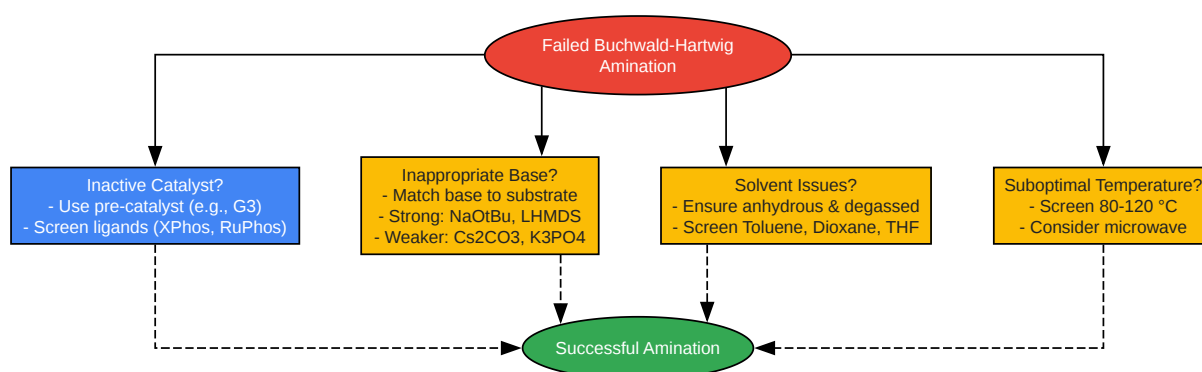 Failed Buchwald-Hartwig
Amination
Inactive Catalyst?
- Use pre-catalyst (e.g., G3)
- Screen ligands (XPhos, RuPhos)
Inappropriate Base?
- Match base to substrate
- Strong: NaOtBu, LHMDS
- Weaker: Cs2CO3, K3PO4
Solvent Issues?
- Ensure anhydrous & degassed
- Screen Toluene, Dioxane, THF
Suboptimal Temperature?
- Screen 80-120 °C
- Consider microwave
Successful Amination